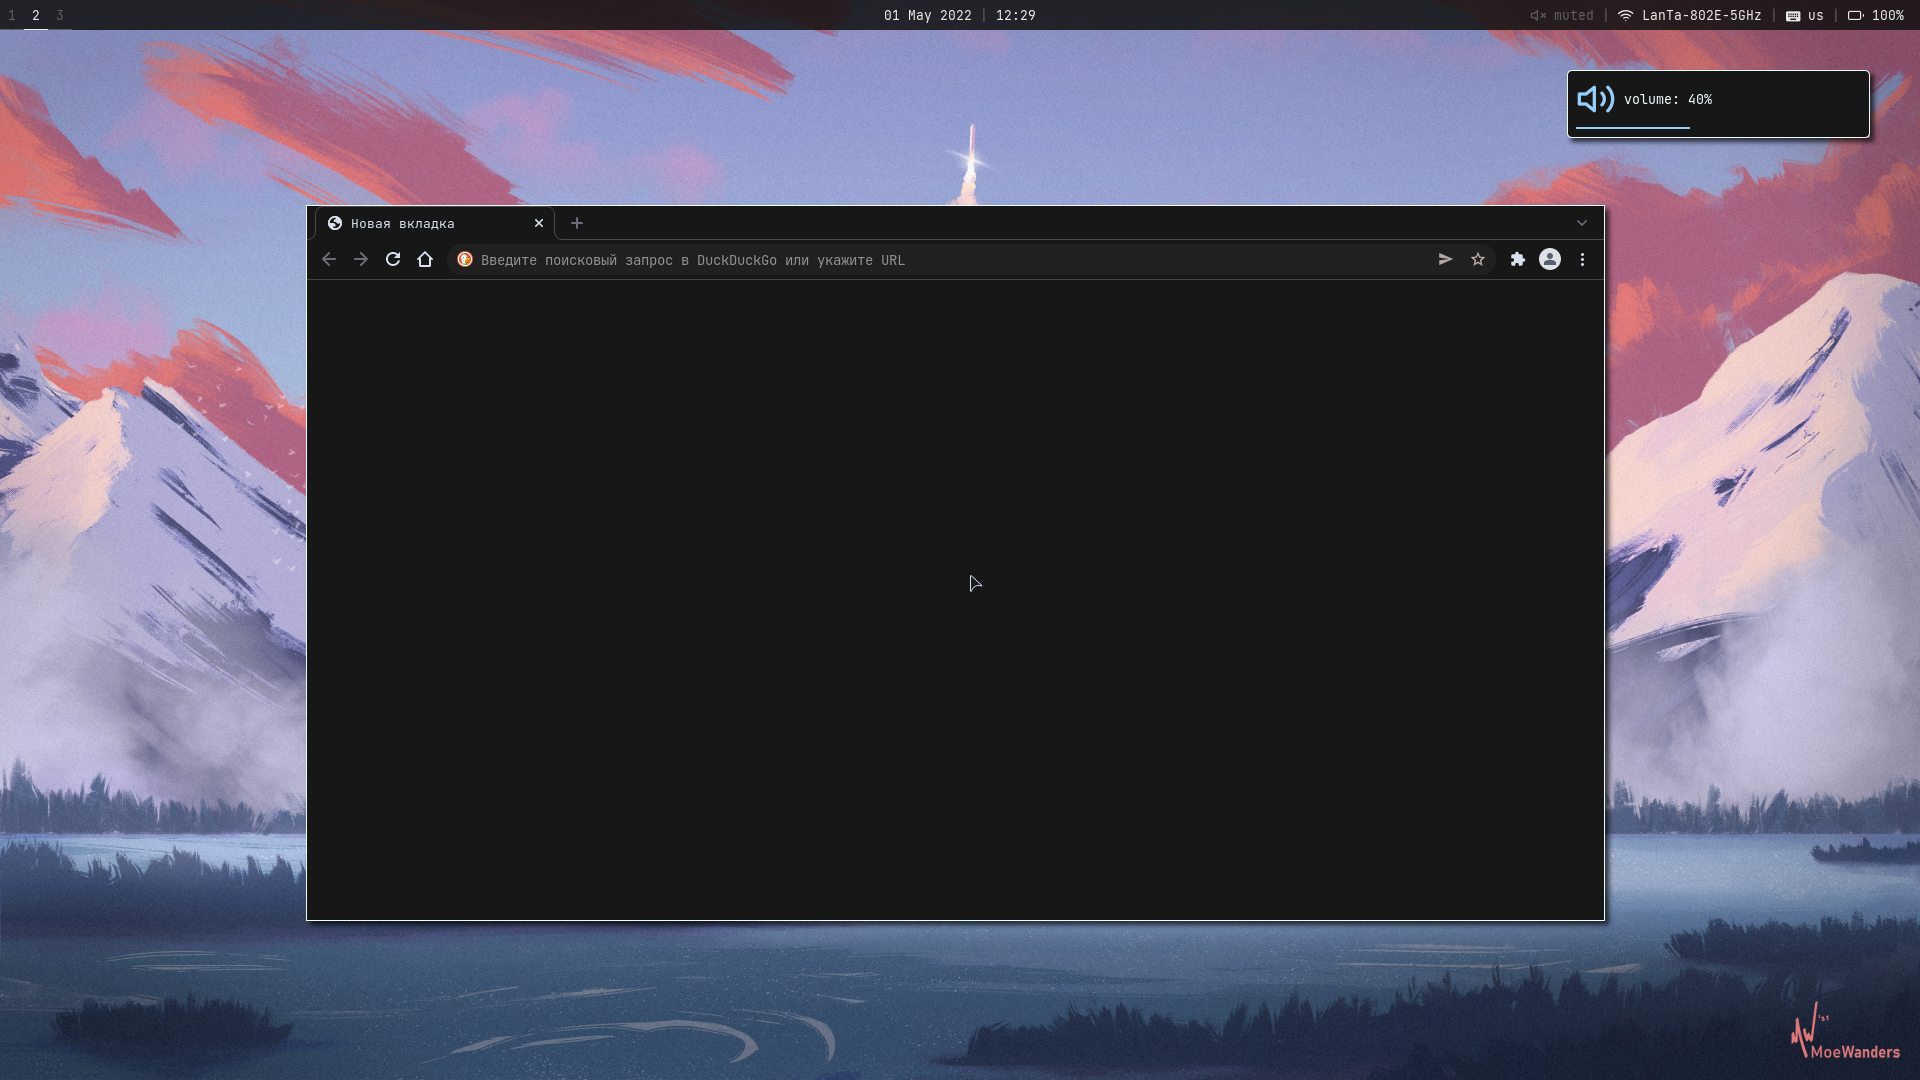 1 2 3
01 May 2022 | 12:29
muted | LanTa-802E-5GHz | us | 100%
volume: 40%
Новая вкладка
Введите поисковый запрос в DuckDuckGo или укажите URL
'21
MoeWanders